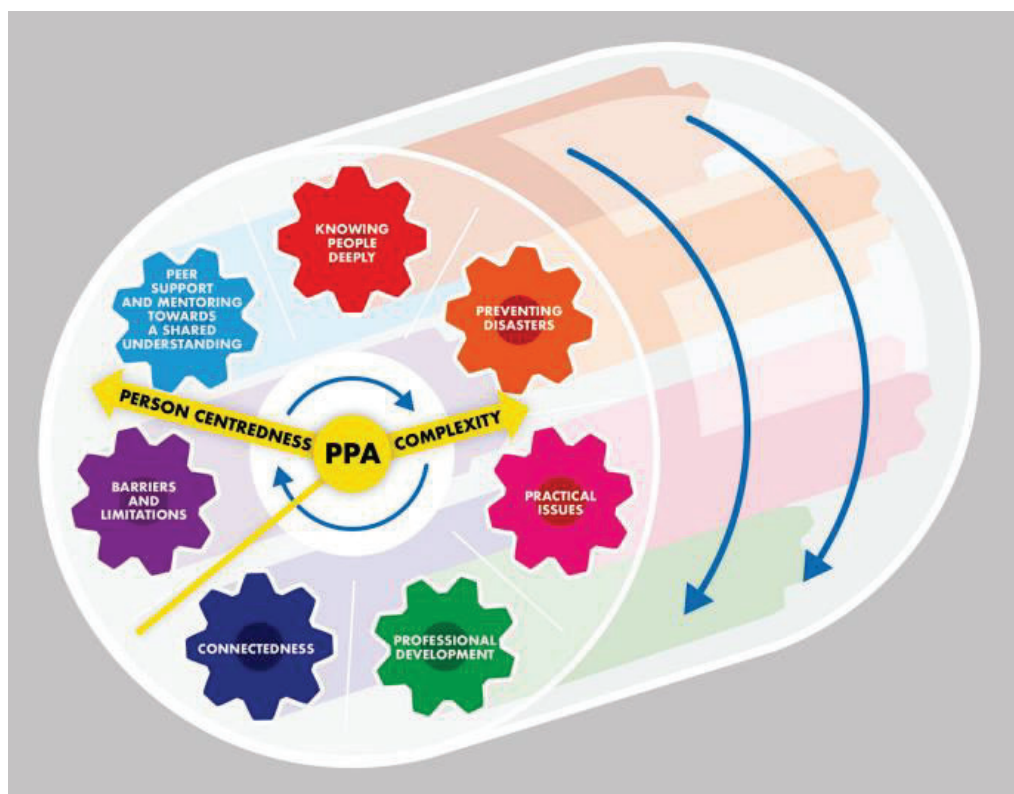 KNOWING
PEOPLE
DEEPLY
PEER
SUPPORT
AND MENTORING
TOWARDS
A SHARED
UNDERSTANDING
PREVENTING
DISASTERS
PERSON CENTREDNESS
PPA
COMPLEXITY
BARRIERS
AND
LIMITATIONS
PRACTICAL
ISSUES
CONNECTEDNESS
PROFESSIONAL
DEVELOPMENT